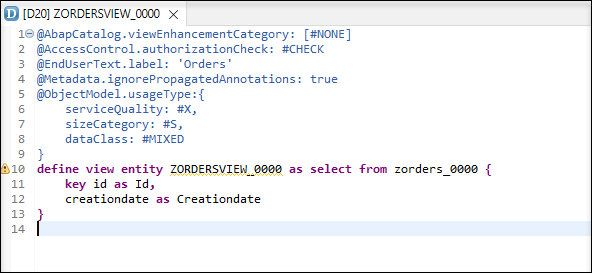 [D20] ZORDERSVIEW_0000
1 @AbapCatalog.viewEnhancementCategory: [#NONE]
2 @AccessControl.authorizationCheck: #CHECK
3 @EndUserText.label: 'Orders'
4 @Metadata.ignorePropagatedAnnotations: true
5 @ObjectModel.usageType:{
6     serviceQuality: #X,
7     sizeCategory: #S,
8     dataClass: #MIXED
9 }
10 define view entity ZORDERSVIEW_0000 as select from zorders_0000 {
11     key id as Id,
12     creationdate as Creationdate
13 }
14